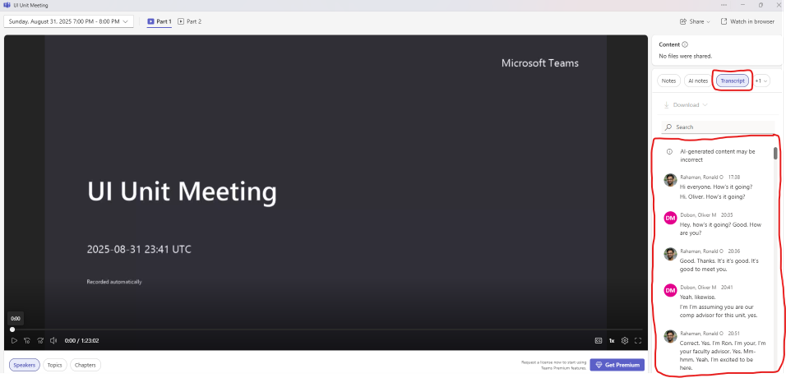 UI Unit Meeting
Sunday, August 31, 2025 7:00 PM - 8:00 PM
Part 1
Part 2
Share
Watch in browser
Microsoft Teams
UI Unit Meeting
2025-08-31 23:41 UTC
Recorded automatically
0:00
0:00 / 1:23:02
1x
Speakers
Topics
Chapters
Request a license now to start using
Teams Premium features.
Get Premium
Content
No files were shared.
Notes
AI notes
Transcript
+1
Download
Search
AI-generated content may be
incorrect
Rahaman, Ronald O 17:38
Hi everyone. How's it going?
Hi, Oliver. How's it going?
DM
Dobon, Oliver M 20:35
Hey, how's it going? Good. How
are you?
Rahaman, Ronald O 20:36
Good. Thanks. It's it's good. It's
good to meet you.
DM
Dobon, Oliver M 20:41
Yeah. likewise.
I'm I'm assuming you are our
comp advisor for this unit, yes.
Rahaman, Ronald O 20:51
Correct. Yes. I'm Ron. I'm your, I'm
your faculty advisor. Yes. Mm-
hmm. Yeah. I'm excited to be
here.